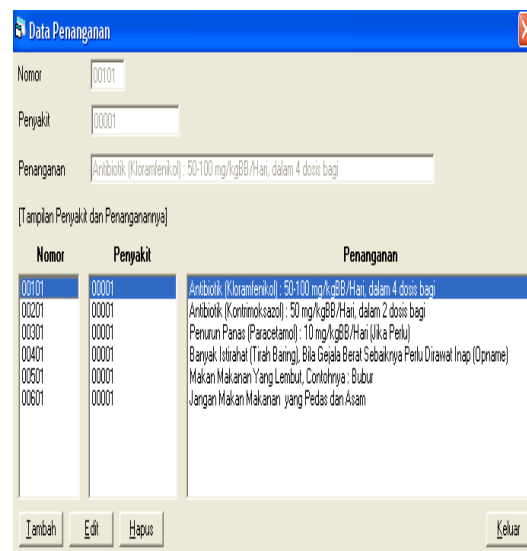 Data Penanganan
Nomor 00101
Penyakit 00001
Penanganan Antibiotik (Kloramfenikol) : 50-100 mg/kgBB/Hari, dalam 4 dosis bagi
[Tampilan Penyakit dan Penanganannya]
Nomor Penyakit Penanganan
00101 00001 Antibiotik (Kloramfenikol) : 50-100 mg/kgBB/Hari, dalam 4 dosis bagi
00201 00001 Antibiotik (Kontrimoksazol) : 50 mg/kgBB/Hari, dalam 2 dosis bagi
00301 00001 Penurun Panas (Paracetamol) : 10 mg/kgBB/Hari (Jika Perlu)
00401 00001 Banyak Istirahat (Tirah Baring), Bila Gejala Berat Sebaiknya Perlu Dirawat Inap (Opname)
00501 00001 Makan Makanan Yang Lembut, Contohnya : Bubur
00601 00001 Jangan Makan Makanan yang Pedas dan Asam
Tambah Edit Hapus Keluar